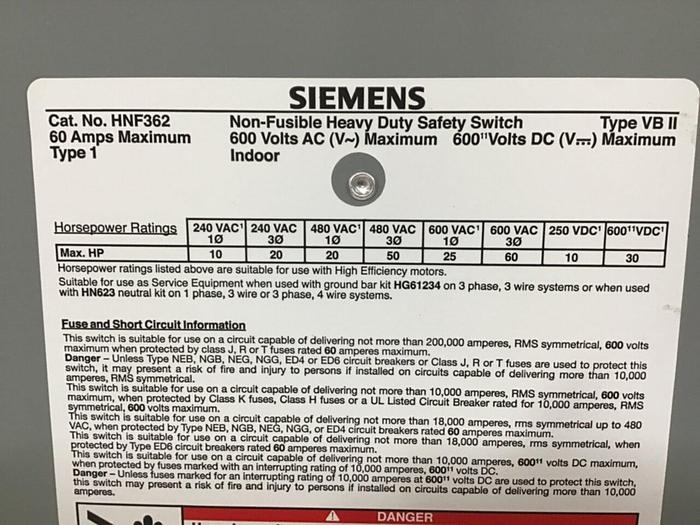 SIEMENS
Cat. No. HNF362 Non-Fusible Heavy Duty Safety Switch Type VB II
60 Amps Maximum 600 Volts AC (V~) Maximum 600¹¹Volts DC (V⎓) Maximum
Type 1 Indoor
Horsepower Ratings 240 VAC¹ 240 VAC 480 VAC¹ 480 VAC 600 VAC¹ 600 VAC 250 VDC¹ 600¹¹VDC¹
1Ø 3Ø 1Ø 3Ø 1Ø 3Ø
Max. HP 10 20 20 50 25 60 10 30
Horsepower ratings listed above are suitable for use with High Efficiency motors.
Suitable for use as Service Equipment when used with ground bar kit HG61234 on 3 phase, 3 wire systems or when used
with HN623 neutral kit on 1 phase, 3 wire or 3 phase, 4 wire systems.
Fuse and Short Circuit Information
This switch is suitable for use on a circuit capable of delivering not more than 200,000 amperes, RMS symmetrical, 600 volts
maximum when protected by class J, R or T fuses rated 60 amperes maximum.
Danger – Unless Type NEB, NGB, NEG, NGG, ED4 or ED6 circuit breakers or Class J, R or T fuses are used to protect this
switch, it may present a risk of fire and injury to persons if installed on circuits capable of delivering more than 10,000
amperes, RMS symmetrical.
This switch is suitable for use on a circuit capable of delivering not more than 10,000 amperes, RMS symmetrical, 600 volts
maximum, when protected by Class K fuses, Class H fuses or a UL Listed Circuit Breaker rated for 10,000 amperes, RMS
symmetrical, 600 volts maximum.
This switch is suitable for use on a circuit capable of delivering not more than 18,000 amperes, rms symmetrical up to 480
VAC, when protected by Type NEB, NGB, NEG, NGG, or ED4 circuit breakers rated 60 amperes maximum.
This switch is suitable for use on a circuit capable of delivering not more than 18,000 amperes, rms symmetrical, when
protected by Type ED6 circuit breakers rated 60 amperes maximum.
This switch is suitable for use on a circuit capable of delivering not more than 10,000 amperes, 600¹¹ volts DC maximum,
when protected by fuses marked with an interrupting rating of 10,000 amperes, 600¹¹ volts DC.
Danger – Unless fuses marked for an interrupting rating of 10,000 amperes at 600¹¹ volts DC are used to protect this switch,
this switch may present a risk of fire and injury to persons if installed on circuits capable of delivering more than 10,000
amperes.
DANGER